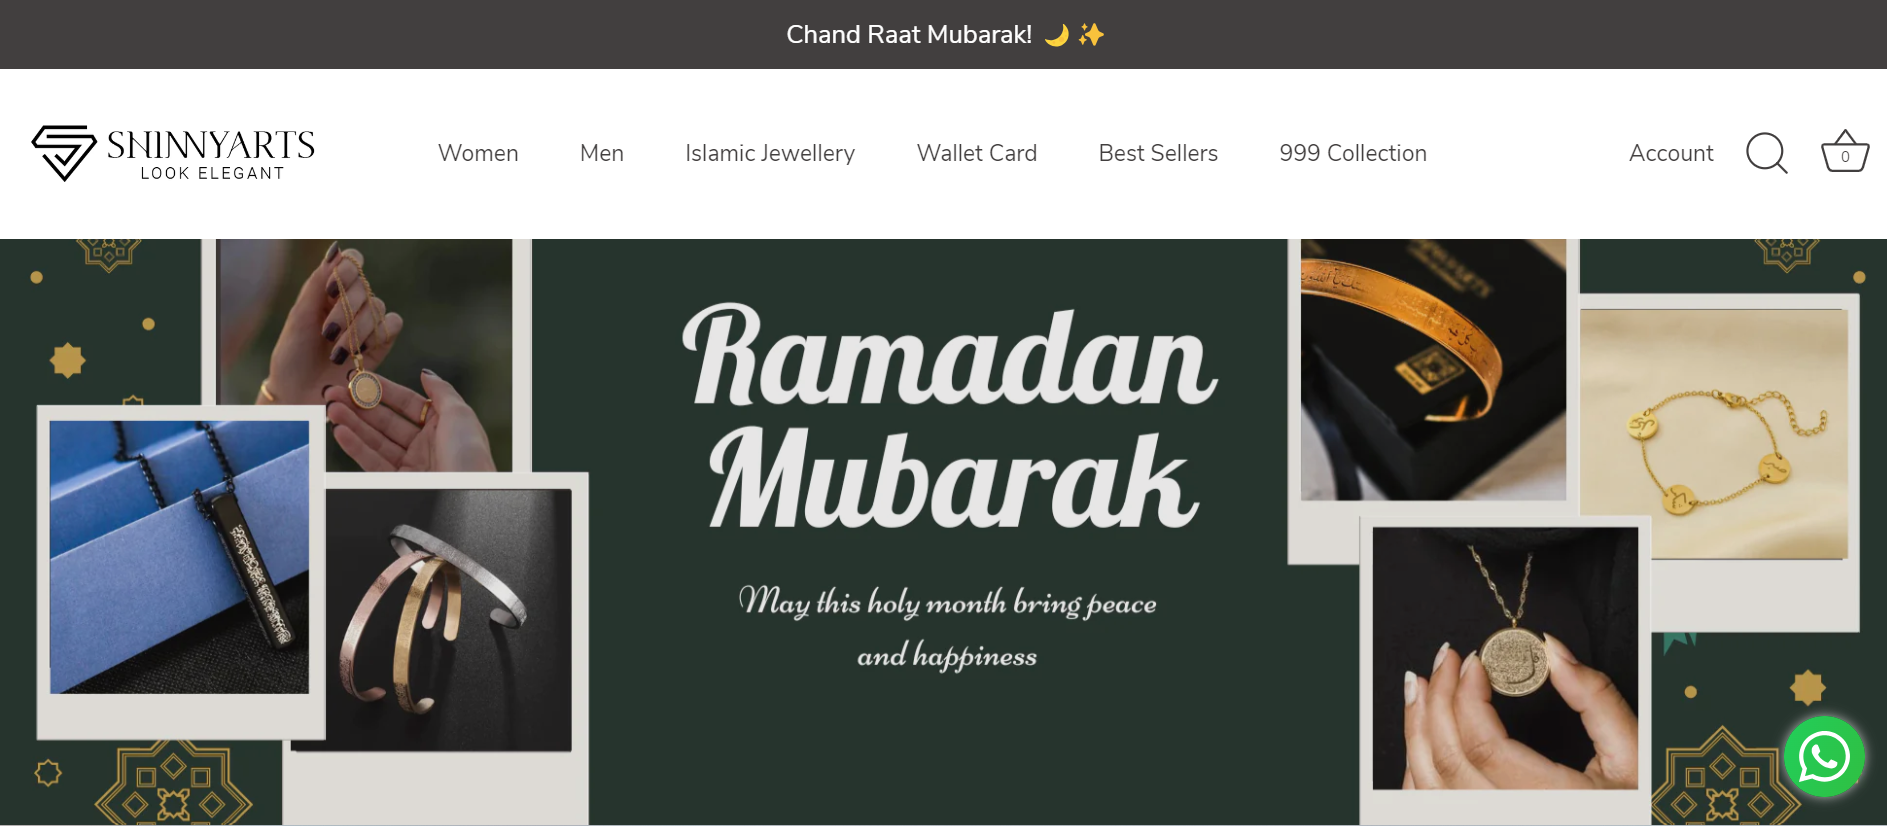 Chand Raat Mubarak! 🌙 ✨
SHINNYARTS
LOOK ELEGANT
Women
Men
Islamic Jewellery
Wallet Card
Best Sellers
999 Collection
Account
0
Ramadan
Mubarak
May this holy month bring peace
and happiness